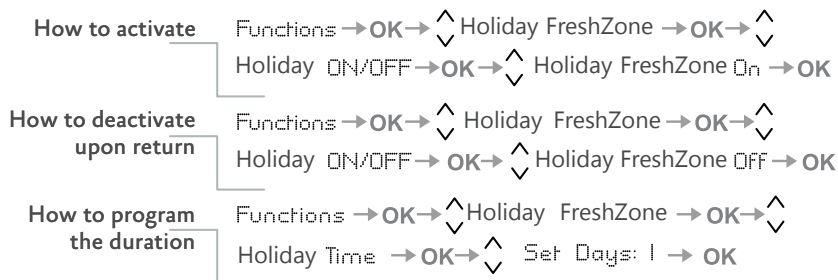 How to activate
Functions → OK → Holiday FreshZone → OK →
Holiday ON/OFF → OK → Holiday FreshZone On → OK
How to deactivate
upon return
Functions → OK → Holiday FreshZone → OK →
Holiday ON/OFF → OK → Holiday FreshZone Off → OK
How to program
the duration
Functions → OK → Holiday FreshZone → OK →
Holiday Time → OK → Set Days: 1 → OK